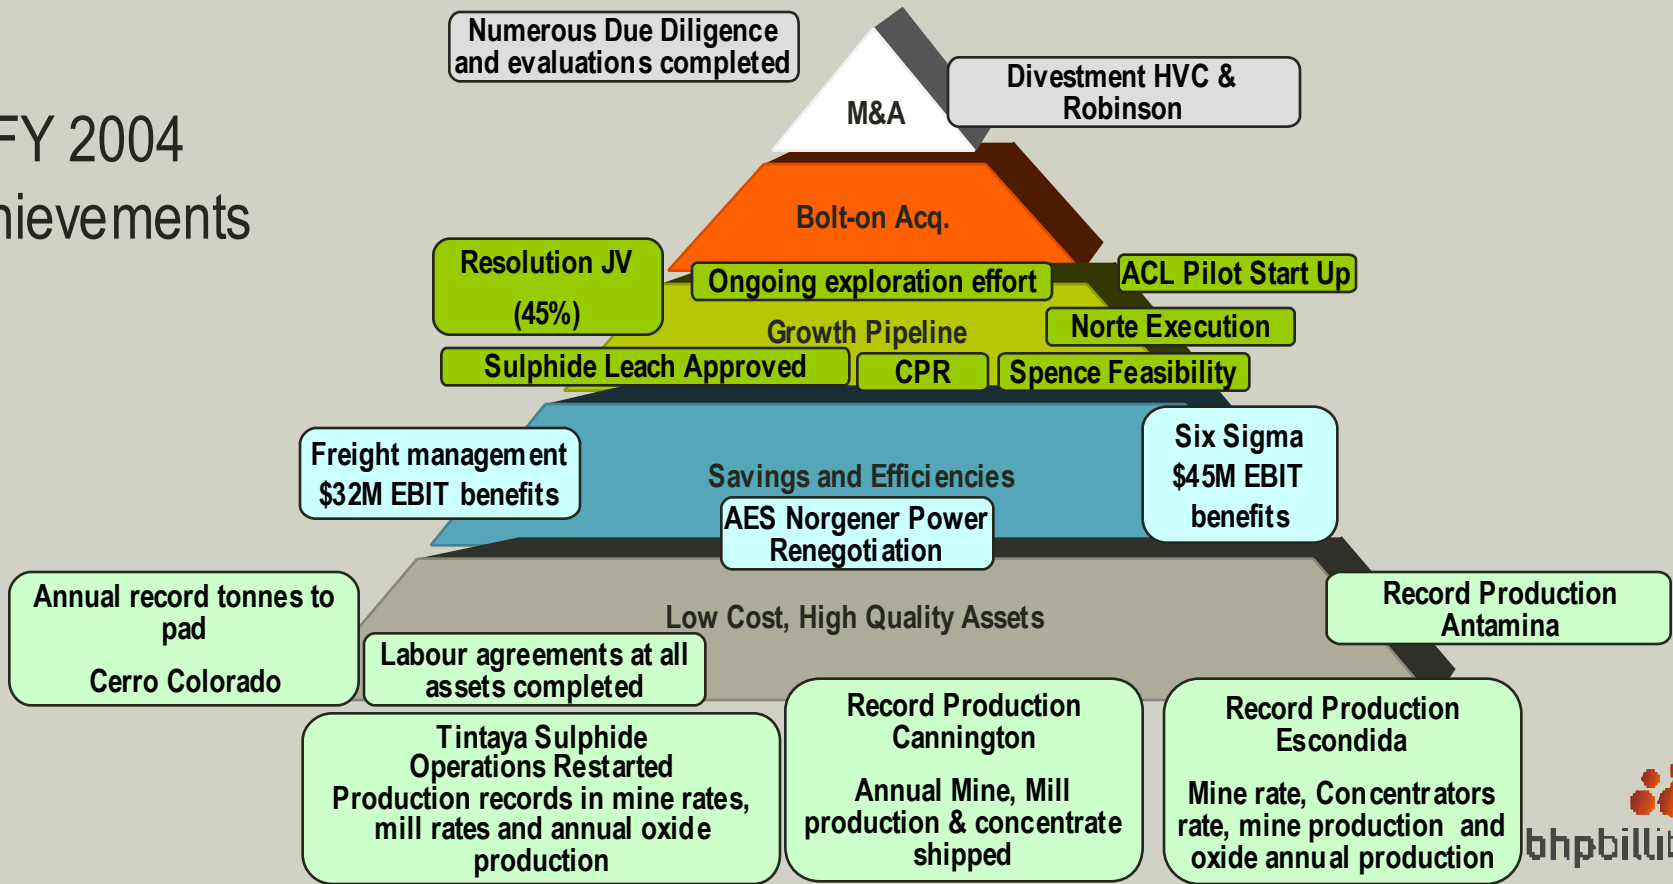 FY 2004
Numerous Due Diligence
and evaluations completed
M&A
Divestment HVC &
Robinson
Bolt-on Acq.
Resolution JV
(45%)
Ongoing exploration effort
ACL Pilot Start Up
Growth Pipeline
Norte Execution
Sulphide Leach Approved
CPR
Spence Feasibility
Freight management
$32M EBIT benefits
Savings and Efficiencies
Six Sigma
$45M EBIT
benefits
AES Norgener Power
Renegotiation
Annual record tonnes to
pad
Cerro Colorado
Low Cost, High Quality Assets
Record Production
Antamina
Labour agreements at all
assets completed
Tintaya Sulphide
Operations Restarted
Production records in mine rates,
mill rates and annual oxide
production
Record Production
Cannington
Annual Mine, Mill
production & concentrate
shipped
Record Production
Escondida
Mine rate, Concentrators
rate, mine production and
oxide annual production